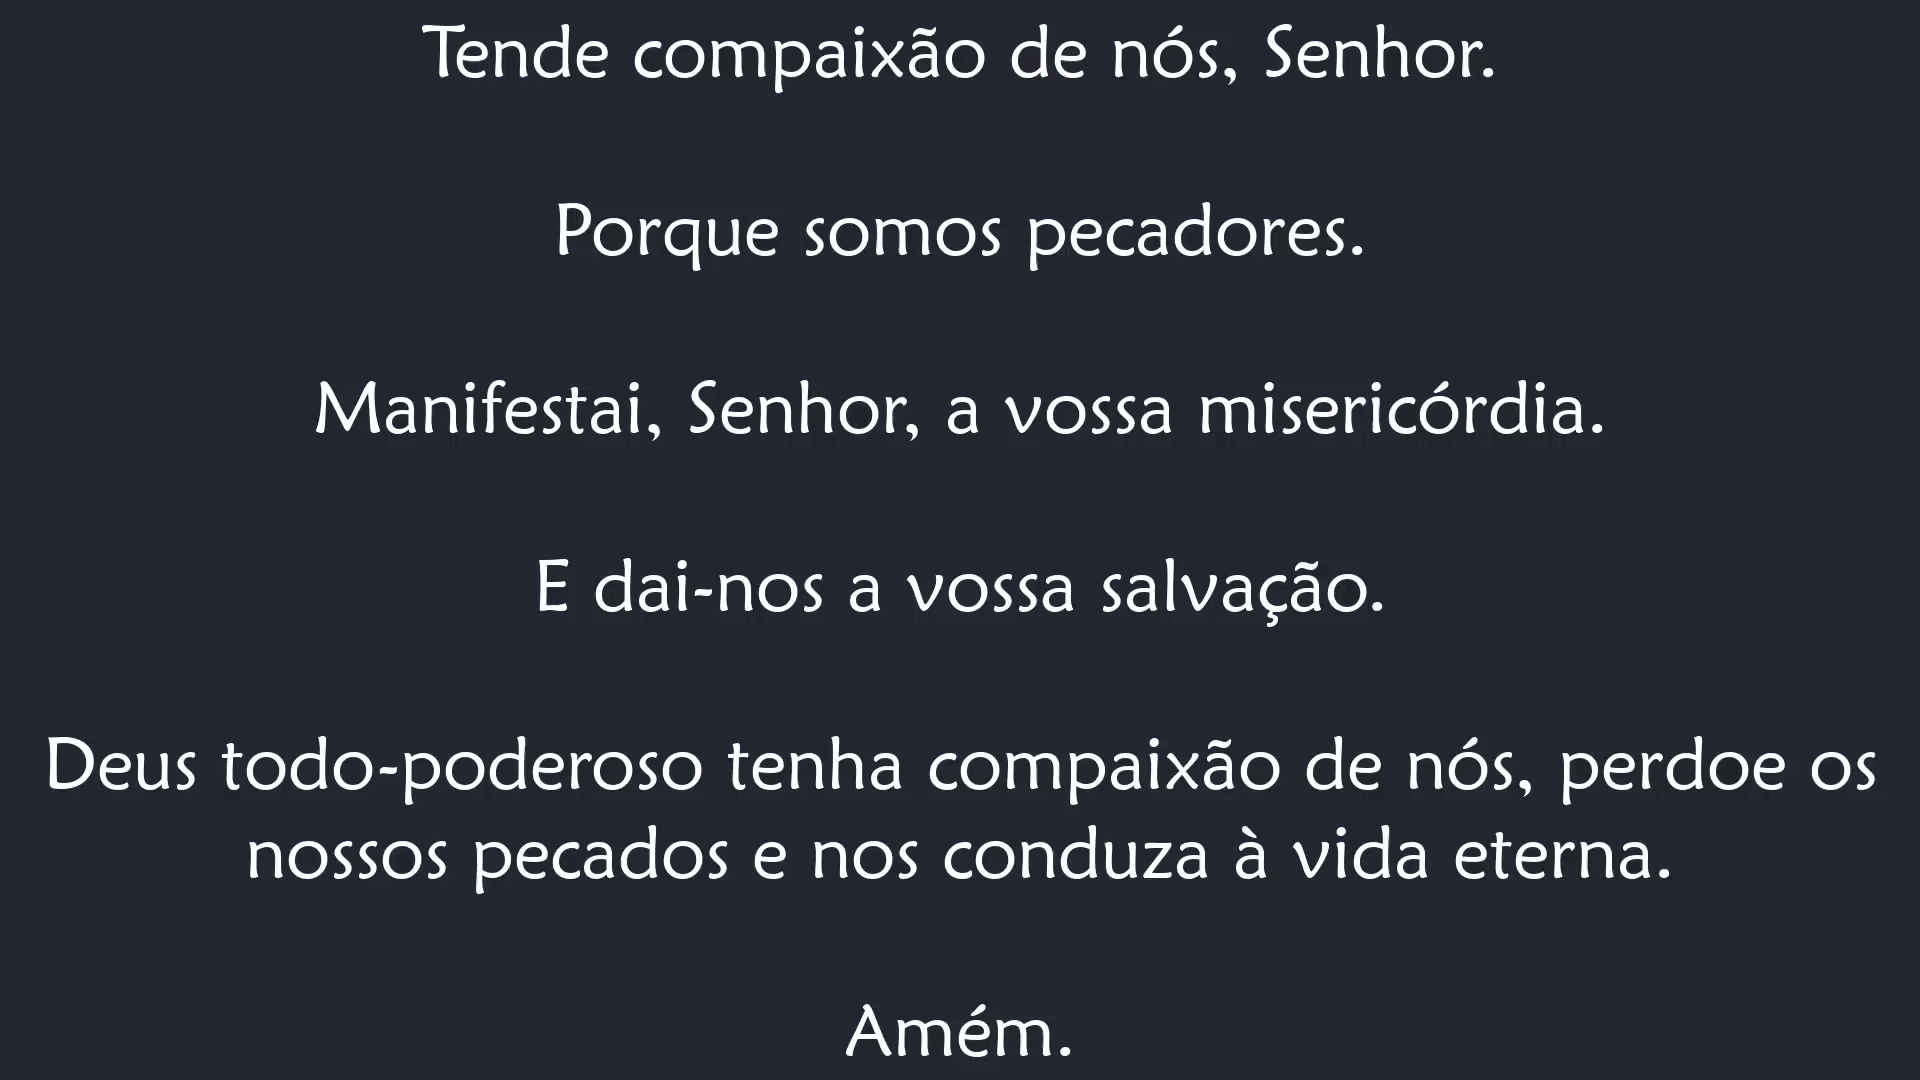 Tende compaixão de nós, Senhor.
Porque somos pecadores.
Manifestai, Senhor, a vossa misericórdia.
E dai-nos a vossa salvação.
Deus todo-poderoso tenha compaixão de nós, perdoe os
nossos pecados e nos conduza à vida eterna.
Amém.